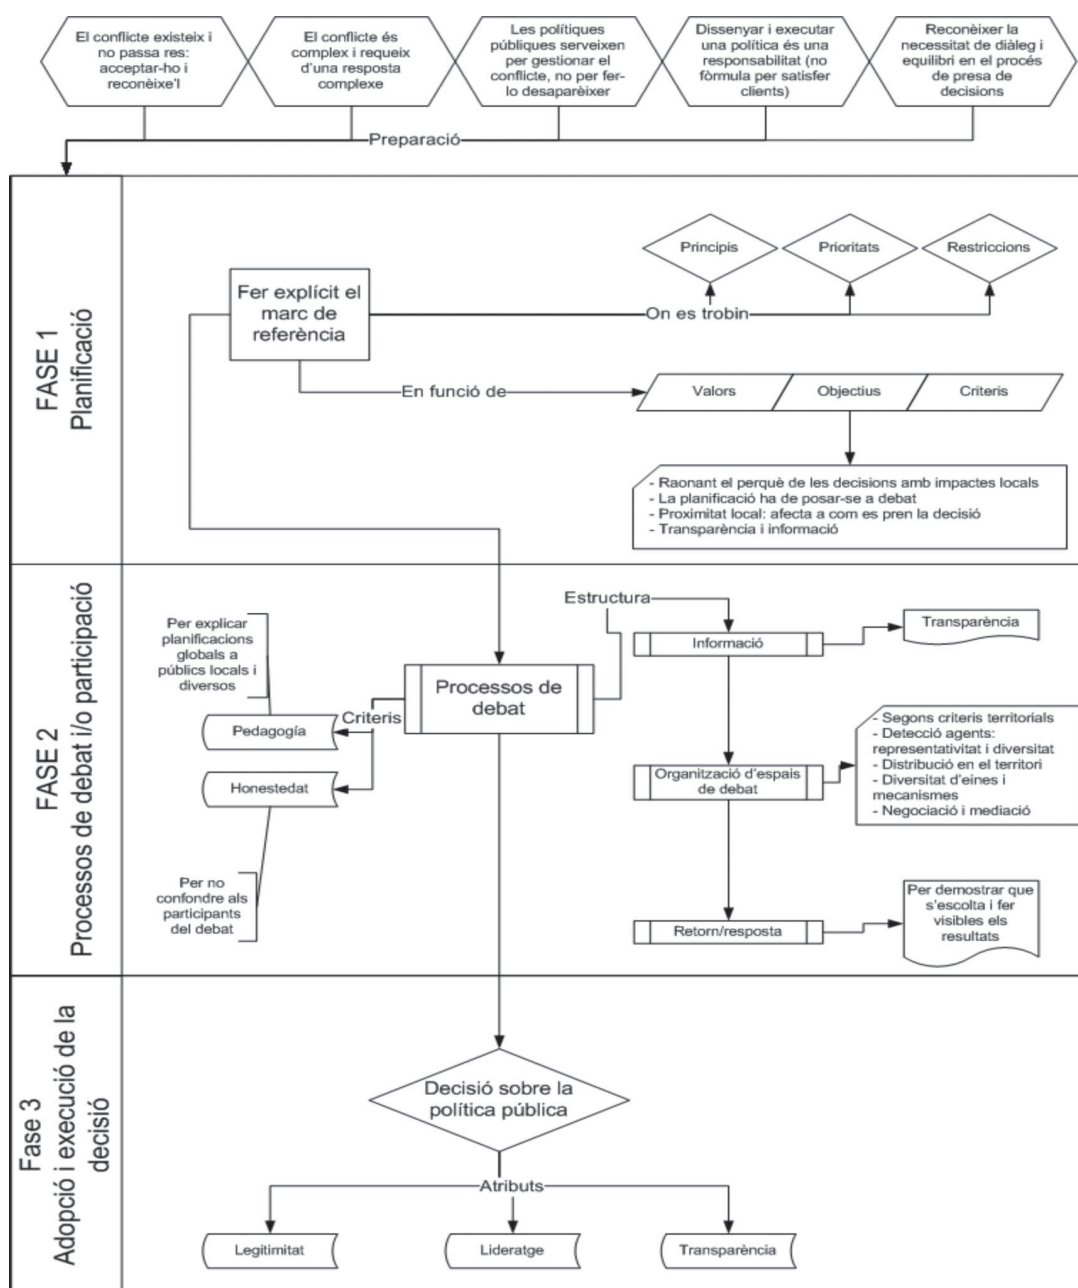 El conflicte existeix i
no passa res:
acceptar-ho i
reconèixe'l
El conflicte és
complex i requeix
d'una resposta
complexe
Les polítiques
públiques serveixen
per gestionar el
conflicte, no per fer-
lo desaparèixer
Dissenyar i executar
una política és una
responsabilitat (no
fòrmula per satisfer
clients)
Reconèixer la
necessitat de diàleg i
equilibri en el procés
de presa de
decisions
Preparació
FASE 1
Planificació
Fer explícit el
marc de
referència
Principis
Prioritats
Restriccions
On es trobin
En funció de
Valors
Objectius
Criteris
- Raonant el perquè de les decisions amb impactes locals
- La planificació ha de posar-se a debat
- Proximitat local: afecta a com es pren la decisió
- Transparència i informació
FASE 2
Processos de debat i/o participació
Per explicar
planificacions
globals a
públics locals i
diversos
Pedagogía
Criteris
Honestedat
Per no
confondre als
participants
del debat
Processos de
debat
Estructura
Informació
Transparència
Organització d'espais
de debat
- Segons criteris territorials
- Detecció agents:
representativitat i diversitat
- Distribució en el territori
- Diversitat d'eines i
mecanismes
- Negociació i mediació
Retorn/resposta
Per demostrar que
s'escolta i fer
visibles els
resultats
Fase 3
Adopció i execució de la
decisió
Decisió sobre la
política pública
Atributs
Legitimitat
Lideratge
Transparència